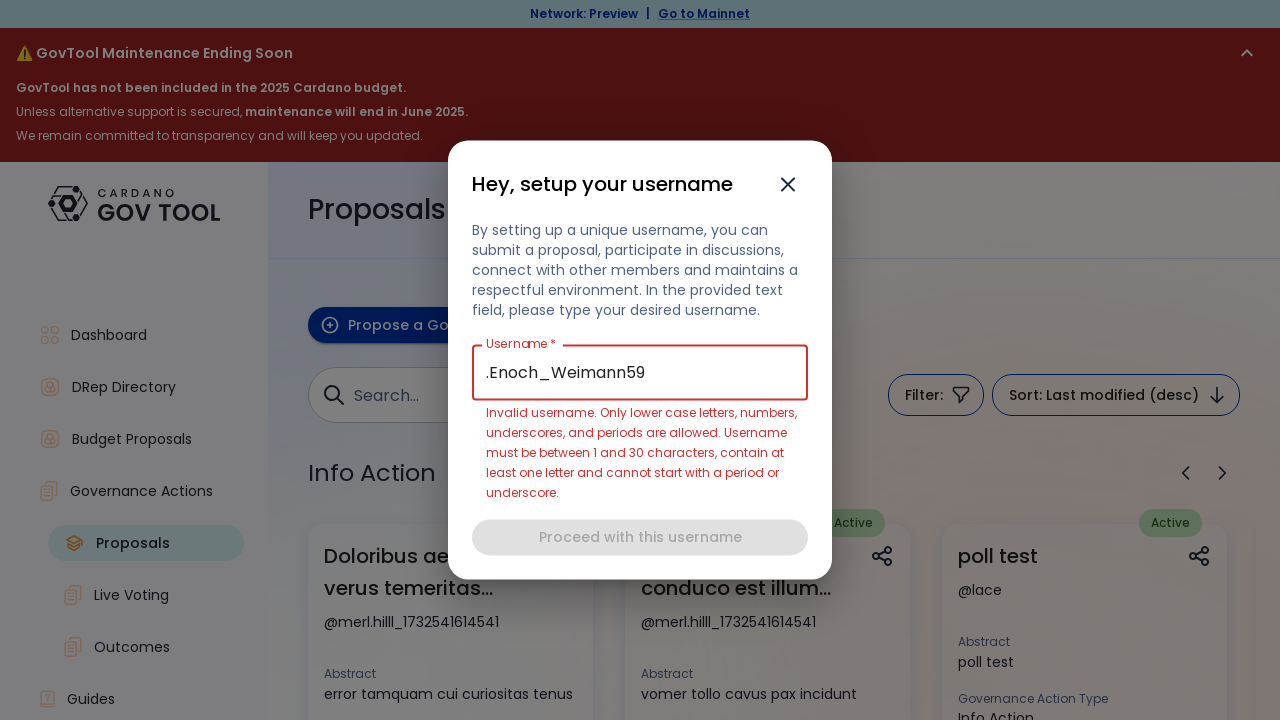 Network: Preview | Go to Mainnet
⚠️ GovTool Maintenance Ending Soon
GovTool has not been included in the 2025 Cardano budget.
Unless alternative support is secured, maintenance will end in June 2025.
We remain committed to transparency and will keep you updated.
CARDANO
GOV TOOL
Dashboard
DRep Directory
Budget Proposals
Governance Actions
Proposals
Live Voting
Outcomes
Guides
Proposals
Propose a Go
Search...
Filter:
Sort: Last modified (desc)
Info Action
Hey, setup your username
By setting up a unique username, you can
submit a proposal, participate in discussions,
connect with other members and maintains a
respectful environment. In the provided text
field, please type your desired username.
Username *
.Enoch_Weimann59
Invalid username. Only lower case letters, numbers,
underscores, and periods are allowed. Username
must be between 1 and 30 characters, contain at
least one letter and cannot start with a period or
underscore.
Proceed with this username
Doloribus ae
verus temeritas...
@merl.hilll_1732541614541
Abstract
error tamquam cui curiositas tenus
Active
conduco est illum...
@merl.hilll_1732541614541
Abstract
vomer tollo cavus pax incidunt
Active
poll test
@lace
Abstract
poll test
Governance Action Type
Info Action